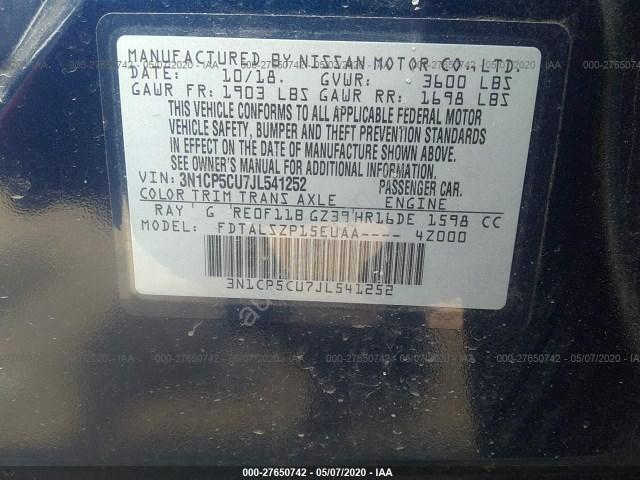 MANUFACTURED BY NISSAN MOTOR CO.,LTD.
DATE: 10/18. GVWR: 3600 LBS
GAWR FR: 1903 LBS GAWR RR: 1698 LBS
THIS VEHICLE CONFORMS TO ALL APPLICABLE FEDERAL MOTOR
VEHICLE SAFETY, BUMPER AND THEFT PREVENTION STANDARDS
IN EFFECT ON THE DATE OF MANUFACTURE SHOWN ABOVE.
SEE OWNER'S MANUAL FOR ADDITIONAL INFORMATION.
VIN: 3N1CP5CU7JL541252 PASSENGER CAR.
COLOR TRIM TRANS AXLE ENGINE
RAY G RE0F11B GZ39 HR16DE 1598 CC
MODEL: FDTALSZP15EUAA---- 4Z000
3N1CP5CU7JL541252
000-27650742 - 05/07/2020 - IAA